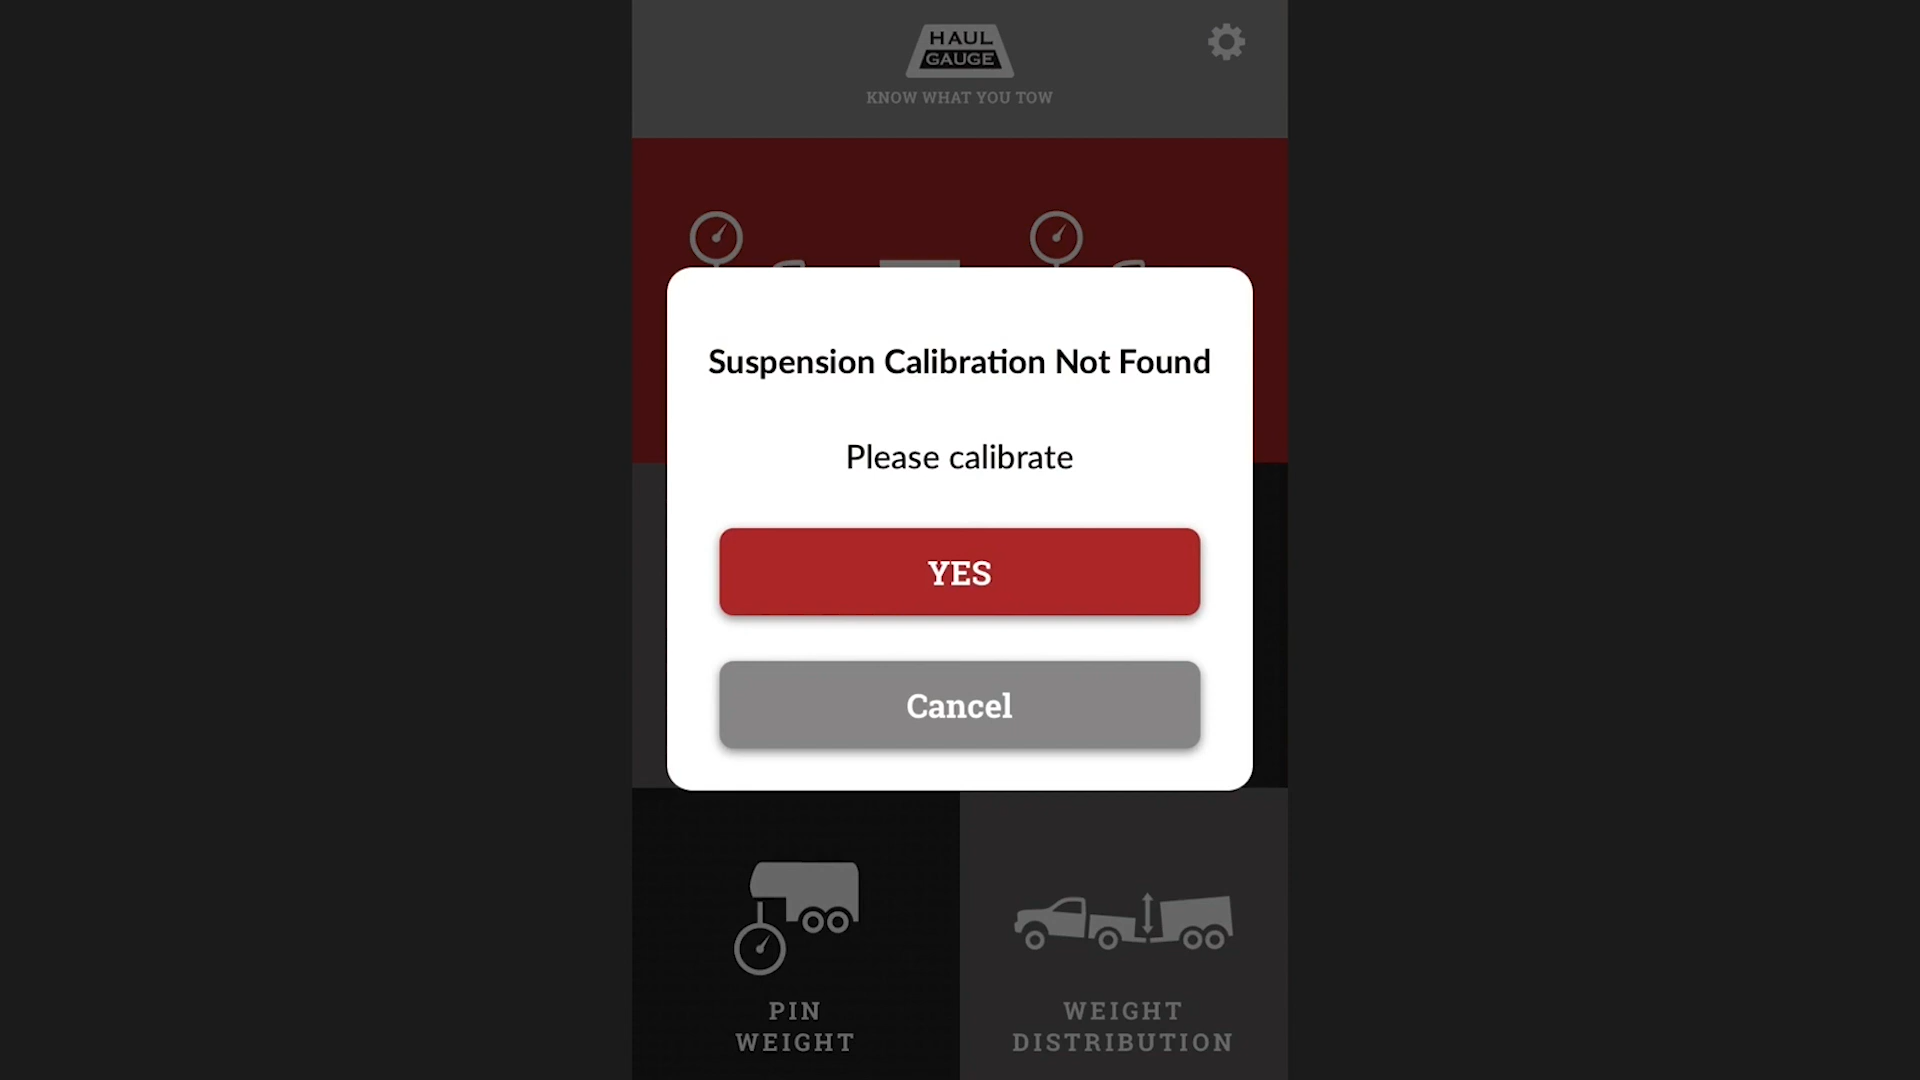 HAUL
GAUGE
KNOW WHAT YOU TOW
Suspension Calibration Not Found
Please calibrate
YES
Cancel
PIN
WEIGHT
WEIGHT
DISTRIBUTION